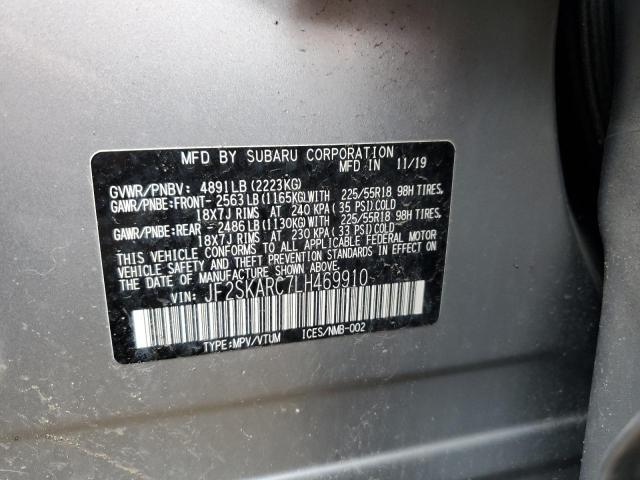 MFD BY SUBARU CORPORATION
MFD IN 11/19
GVWR/PNBV: 4891LB (2223KG)
GAWR/PNBE:FRONT- 2563LB (1165KG)WITH 225/55R18 98H TIRES,
18X7J RIMS AT 240 KPA (35 PSI)COLD
GAWR/PNBE:REAR - 2486LB (1130KG)WITH 225/55R18 98H TIRES,
18X7J RIMS AT 230 KPA (33 PSI)COLD
THIS VEHICLE CONFORMS TO ALL APPLICABLE FEDERAL MOTOR
VEHICLE SAFETY AND THEFT PREVENTION STANDARDS IN EFFECT ON
THE DATE OF MANUFACTURE SHOWN ABOVE.
VIN: JF2SKARC7LH469910
TYPE:MPV/VTUM ICES/NMB-002